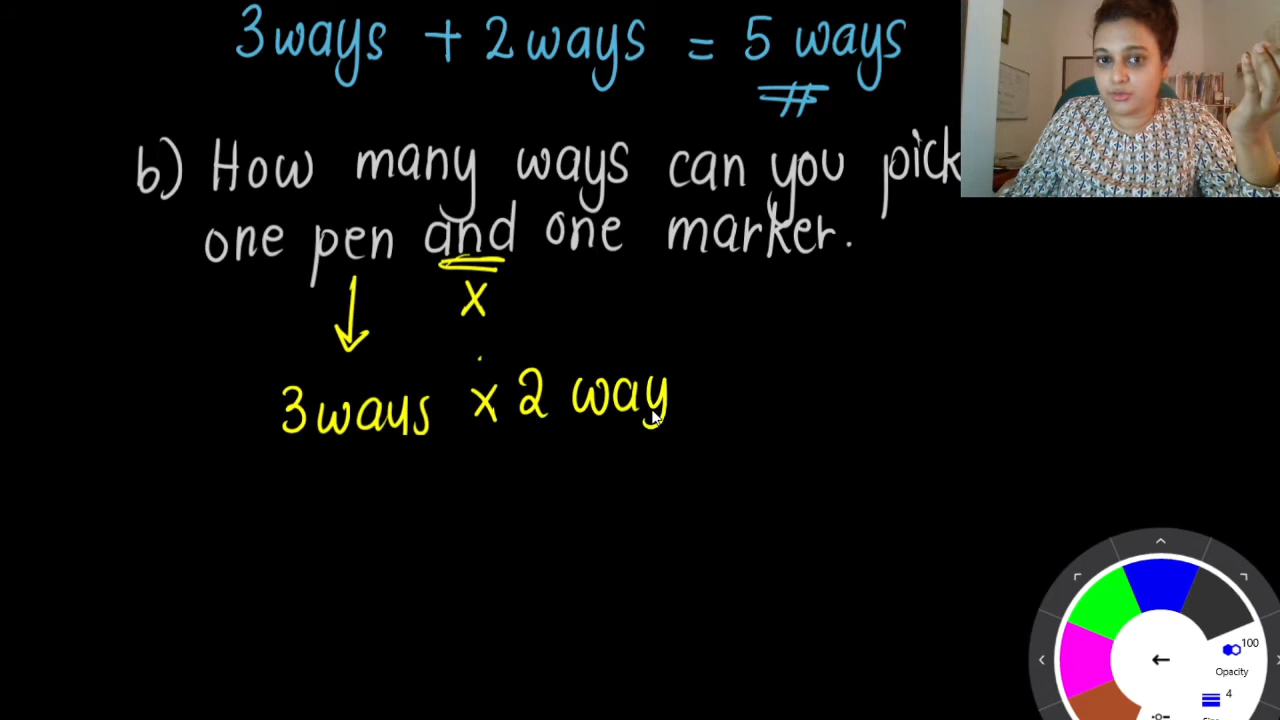 3ways + 2ways = 5 ways
b) How many ways can you pick
one pen and one marker.
x
3ways x 2 way
100
Opacity
4